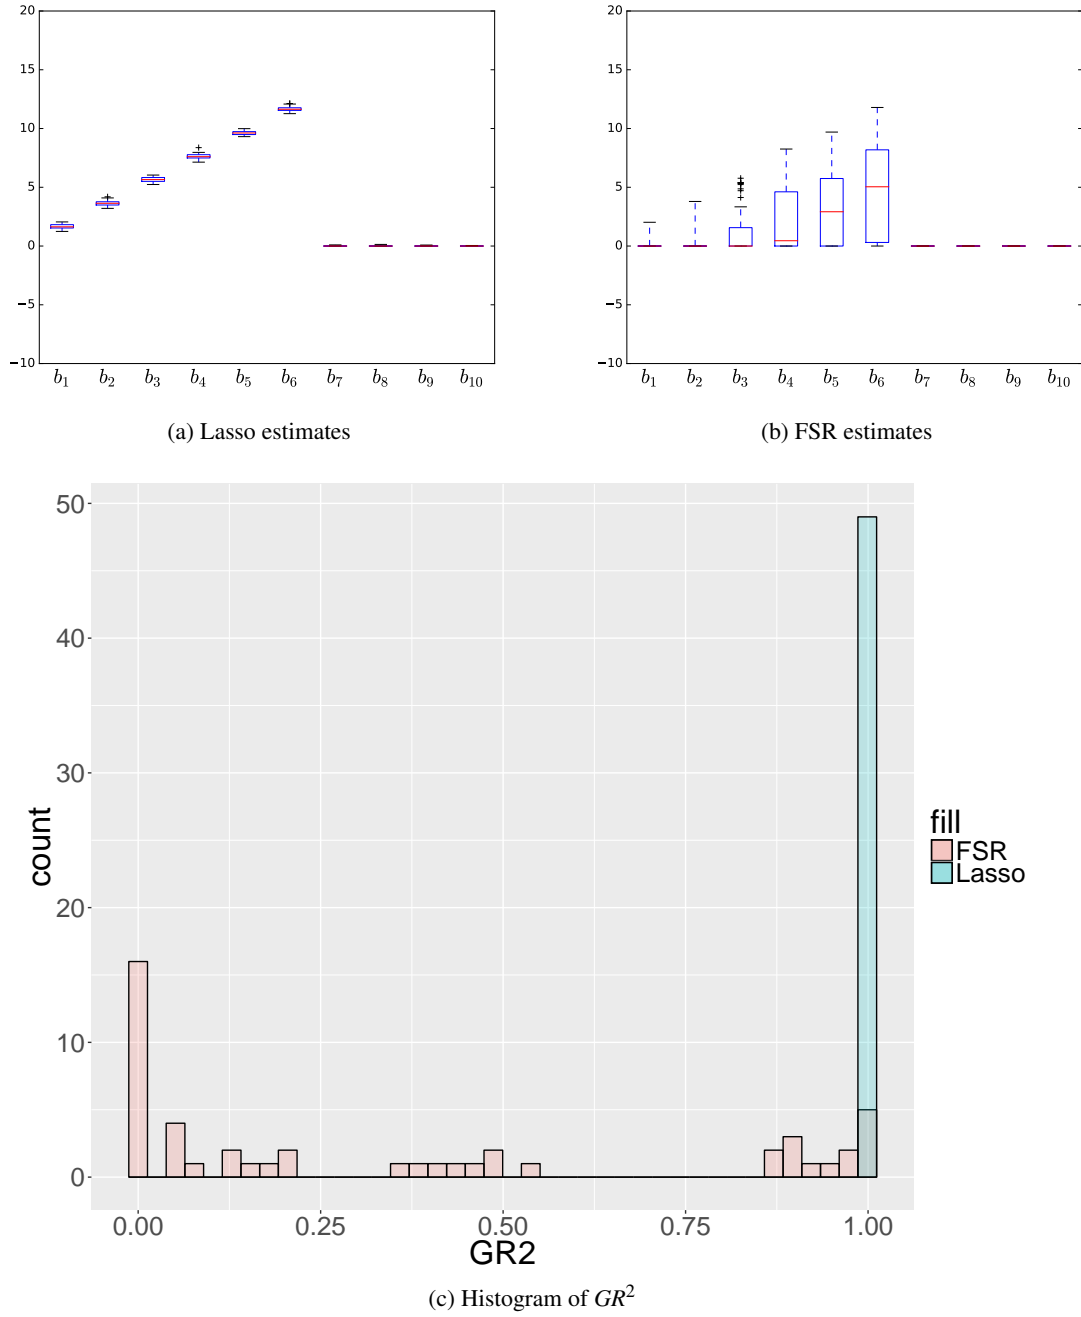 20
15
10
5
0
−5
−10
b1 b2 b3 b4 b5 b6 b7 b8 b9 b10
(a) Lasso estimates
20
15
10
5
0
−5
−10
b1 b2 b3 b4 b5 b6 b7 b8 b9 b10
(b) FSR estimates
50
40
30
20
10
0
count
0.00 0.25 0.50 0.75 1.00
GR2
fill
FSR
Lasso
(c) Histogram of GR²